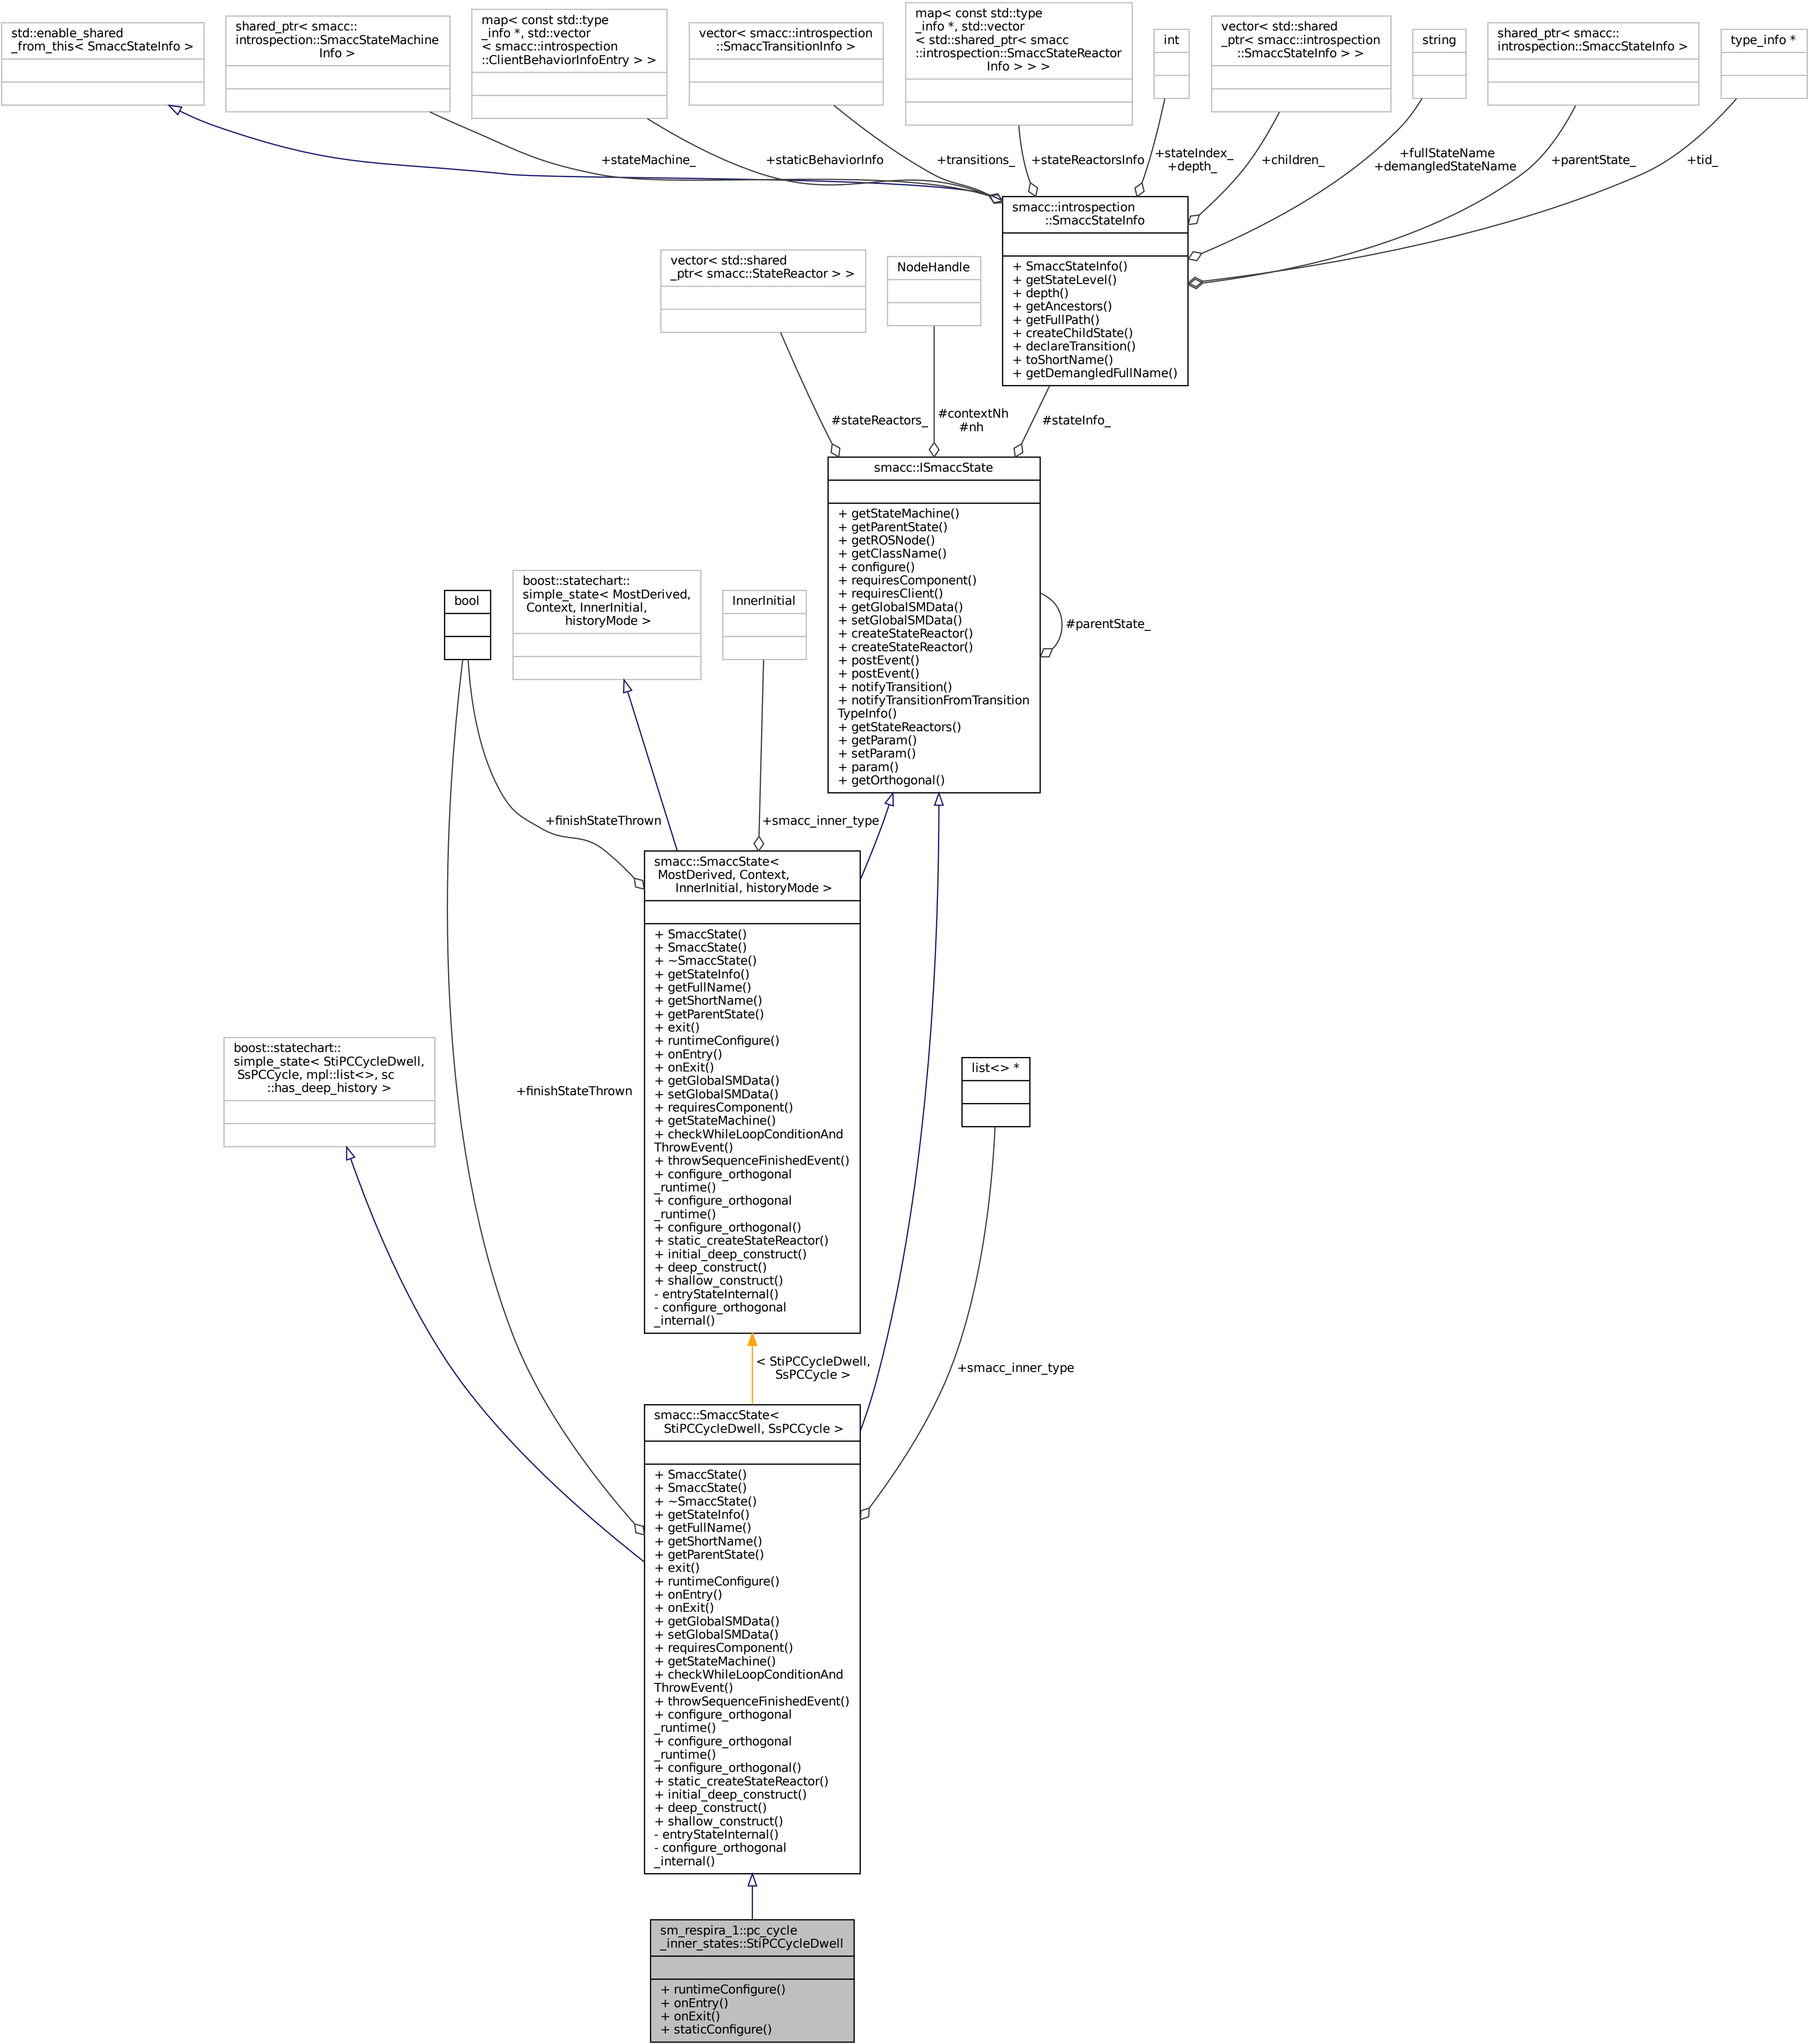 std::enable_shared
_from_this< SmaccStateInfo >
shared_ptr< smacc::
introspection::SmaccStateMachine
Info >
map< const std::type
_info *, std::vector
< smacc::introspection
::ClientBehaviorInfoEntry > >
vector< smacc::introspection
::SmaccTransitionInfo >
map< const std::type
_info *, std::vector
< std::shared_ptr< smacc
::introspection::SmaccStateReactor
Info > > >
int
vector< std::shared
_ptr< smacc::introspection
::SmaccStateInfo > >
string
shared_ptr< smacc::
introspection::SmaccStateInfo >
type_info *
+stateMachine_
+staticBehaviorInfo
+transitions_
+stateReactorsInfo
+stateIndex_
+depth_
+children_
+fullStateName
+demangledStateName
+parentState_
+tid_
smacc::introspection
::SmaccStateInfo
+ SmaccStateInfo()
+ getStateLevel()
+ depth()
+ getAncestors()
+ getFullPath()
+ createChildState()
+ declareTransition()
+ toShortName()
+ getDemangledFullName()
vector< std::shared
_ptr< smacc::StateReactor > >
NodeHandle
#stateReactors_
#contextNh
#nh
#stateInfo_
smacc::ISmaccState
+ getStateMachine()
+ getParentState()
+ getROSNode()
+ getClassName()
+ configure()
+ requiresComponent()
+ requiresClient()
+ getGlobalSMData()
+ setGlobalSMData()
+ createStateReactor()
+ createStateReactor()
+ postEvent()
+ postEvent()
+ notifyTransition()
+ notifyTransitionFromTransition
TypeInfo()
+ getStateReactors()
+ getParam()
+ setParam()
+ param()
+ getOrthogonal()
#parentState_
bool
boost::statechart::
simple_state< MostDerived,
Context, InnerInitial,
historyMode >
InnerInitial
+finishStateThrown
+smacc_inner_type
smacc::SmaccState<
MostDerived, Context,
InnerInitial, historyMode >
+ SmaccState()
+ SmaccState()
+ ~SmaccState()
+ getStateInfo()
+ getFullName()
+ getShortName()
+ getParentState()
+ exit()
+ runtimeConfigure()
+ onEntry()
+ onExit()
+ getGlobalSMData()
+ setGlobalSMData()
+ requiresComponent()
+ getStateMachine()
+ checkWhileLoopConditionAnd
ThrowEvent()
+ throwSequenceFinishedEvent()
+ configure_orthogonal
_runtime()
+ configure_orthogonal
_runtime()
+ configure_orthogonal()
+ static_createStateReactor()
+ initial_deep_construct()
+ deep_construct()
+ shallow_construct()
- entryStateInternal()
- configure_orthogonal
_internal()
boost::statechart::
simple_state< StiPCCycleDwell,
SsPCCycle, mpl::list<>, sc
::has_deep_history >
+finishStateThrown
list<> *
< StiPCCycleDwell,
SsPCCycle >
+smacc_inner_type
smacc::SmaccState<
StiPCCycleDwell, SsPCCycle >
+ SmaccState()
+ SmaccState()
+ ~SmaccState()
+ getStateInfo()
+ getFullName()
+ getShortName()
+ getParentState()
+ exit()
+ runtimeConfigure()
+ onEntry()
+ onExit()
+ getGlobalSMData()
+ setGlobalSMData()
+ requiresComponent()
+ getStateMachine()
+ checkWhileLoopConditionAnd
ThrowEvent()
+ throwSequenceFinishedEvent()
+ configure_orthogonal
_runtime()
+ configure_orthogonal
_runtime()
+ configure_orthogonal()
+ static_createStateReactor()
+ initial_deep_construct()
+ deep_construct()
+ shallow_construct()
- entryStateInternal()
- configure_orthogonal
_internal()
sm_respira_1::pc_cycle
_inner_states::StiPCCycleDwell
+ runtimeConfigure()
+ onEntry()
+ onExit()
+ staticConfigure()